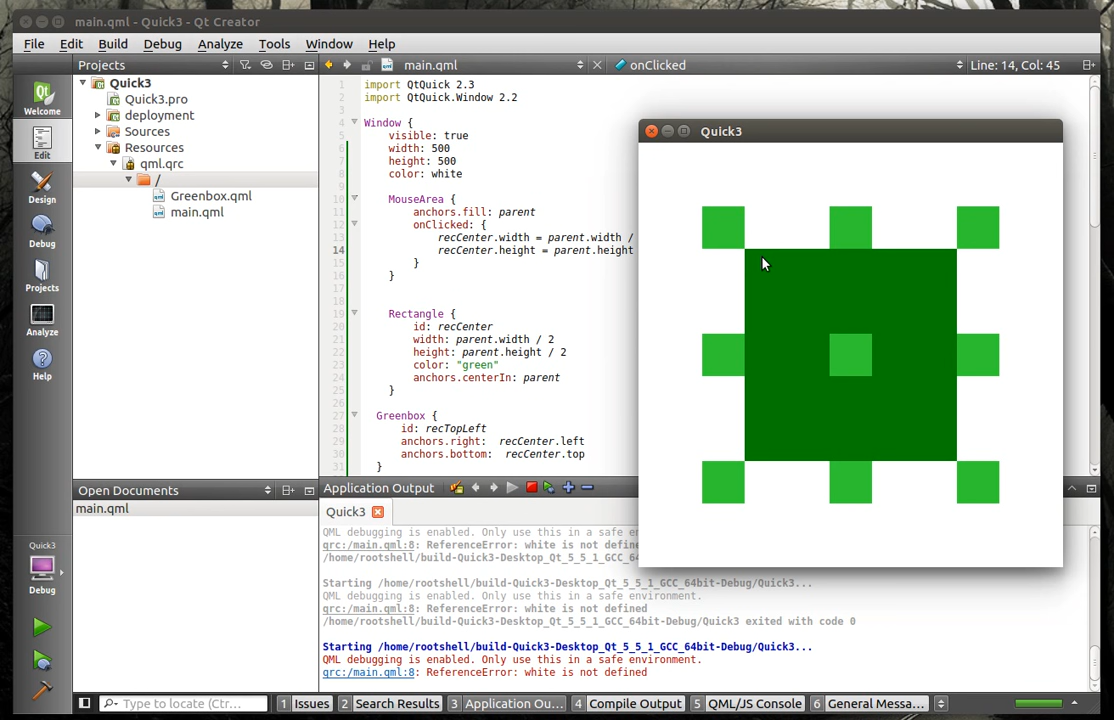 main.qml - Quick3 - Qt Creator
File Edit Build Debug Analyze Tools Window Help
Projects
main.qml
onClicked
Line: 14, Col: 45
Welcome
Edit
Design
Debug
Projects
Analyze
Help
Quick3
Debug
Quick3
Quick3.pro
deployment
Sources
Resources
qml.qrc
/
Greenbox.qml
main.qml
Open Documents
main.qml
1 import QtQuick 2.3
2 import QtQuick.Window 2.2
3
4 Window {
5 visible: true
6 width: 500
7 height: 500
8 color: white
9
10 MouseArea {
11 anchors.fill: parent
12 onClicked: {
13 recCenter.width = parent.width /
14 recCenter.height = parent.height
15 }
16 }
17
18
19 Rectangle {
20 id: recCenter
21 width: parent.width / 2
22 height: parent.height / 2
23 color: "green"
24 anchors.centerIn: parent
25 }
26
27 Greenbox {
28 id: recTopLeft
29 anchors.right: recCenter.left
30 anchors.bottom: recCenter.top
31 }
Quick3
Application Output
Quick3
QML debugging is enabled. Only use this in a safe en
qrc:/main.qml:8: ReferenceError: white is not define
/home/rootshell/build-Quick3-Desktop_Qt_5_5_1_GCC_64
Starting /home/rootshell/build-Quick3-Desktop_Qt_5_5_1_GCC_64bit-Debug/Quick3...
QML debugging is enabled. Only use this in a safe environment.
qrc:/main.qml:8: ReferenceError: white is not defined
/home/rootshell/build-Quick3-Desktop_Qt_5_5_1_GCC_64bit-Debug/Quick3 exited with code 0
Starting /home/rootshell/build-Quick3-Desktop_Qt_5_5_1_GCC_64bit-Debug/Quick3...
QML debugging is enabled. Only use this in a safe environment.
qrc:/main.qml:8: ReferenceError: white is not defined
Type to locate (Ctr...
1 Issues
2 Search Results
3 Application Ou...
4 Compile Output
5 QML/JS Console
6 General Messa...